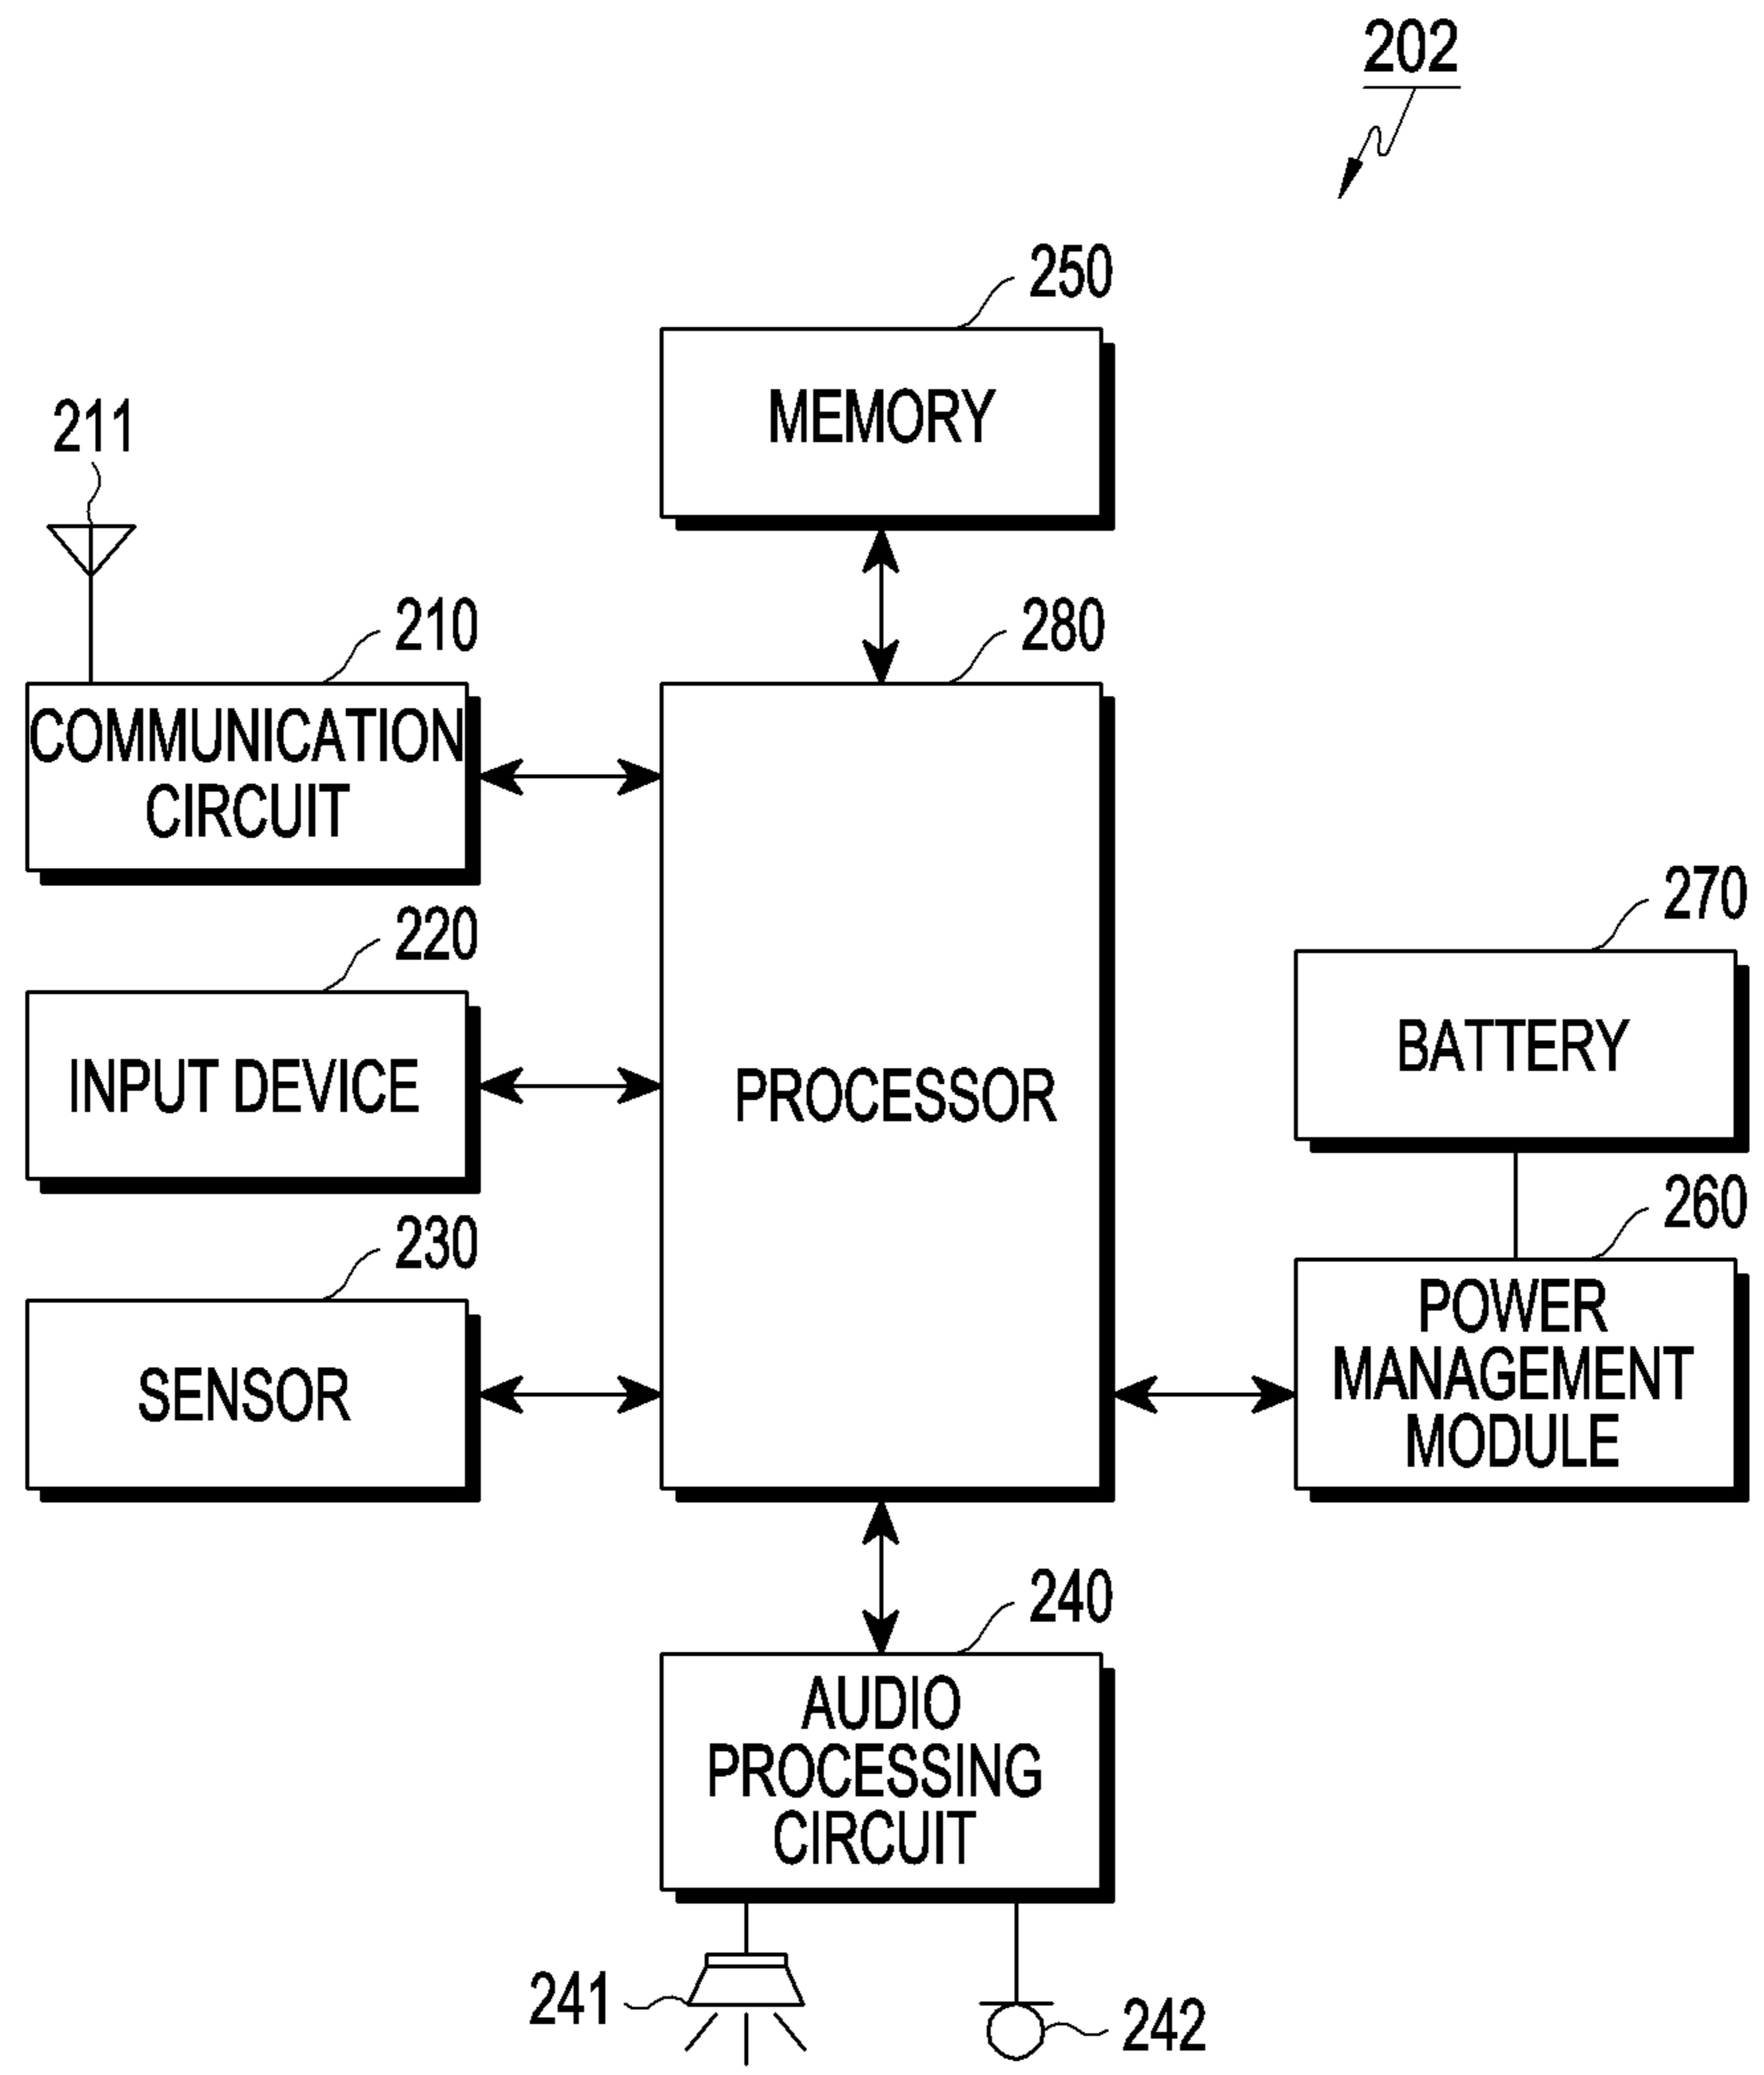 202
250
MEMORY
211
210
280
COMMUNICATION
CIRCUIT
270
220
BATTERY
INPUT DEVICE
PROCESSOR
260
230
POWER
MANAGEMENT
MODULE
SENSOR
240
AUDIO
PROCESSING
CIRCUIT
241
242